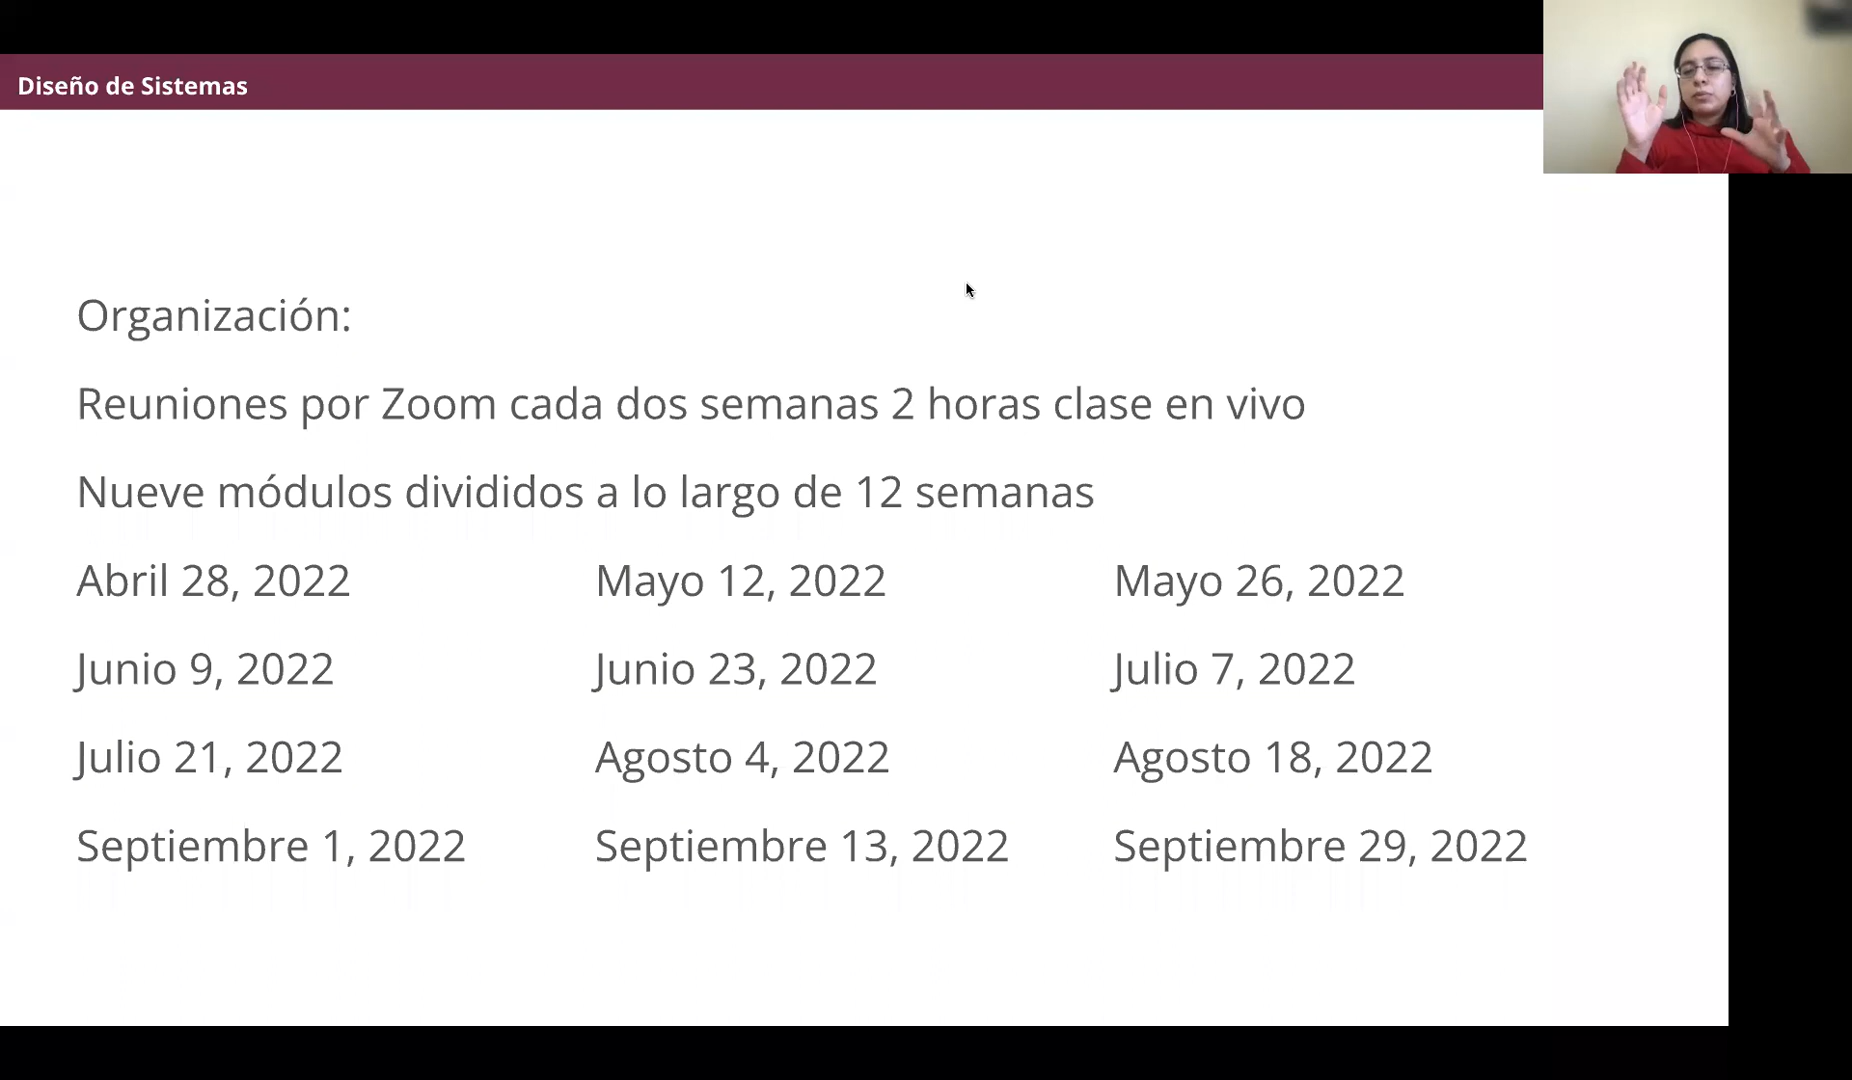 Diseño de Sistemas
Organización:
Reuniones por Zoom cada dos semanas 2 horas clase en vivo
Nueve módulos divididos a lo largo de 12 semanas
Abril 28, 2022 Mayo 12, 2022 Mayo 26, 2022
Junio 9, 2022 Junio 23, 2022 Julio 7, 2022
Julio 21, 2022 Agosto 4, 2022 Agosto 18, 2022
Septiembre 1, 2022 Septiembre 13, 2022 Septiembre 29, 2022